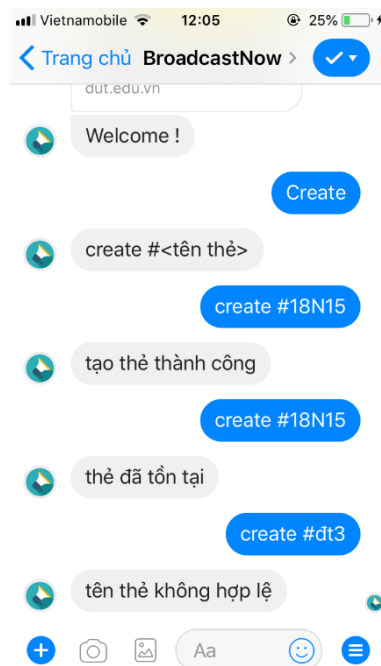 Vietnamobile 12:05 25%
Trang chủ BroadcastNow
dut.edu.vn
Welcome !
Create
create #<tên thẻ>
create #18N15
tạo thẻ thành công
create #18N15
thẻ đã tồn tại
create #đt3
tên thẻ không hợp lệ
Aa